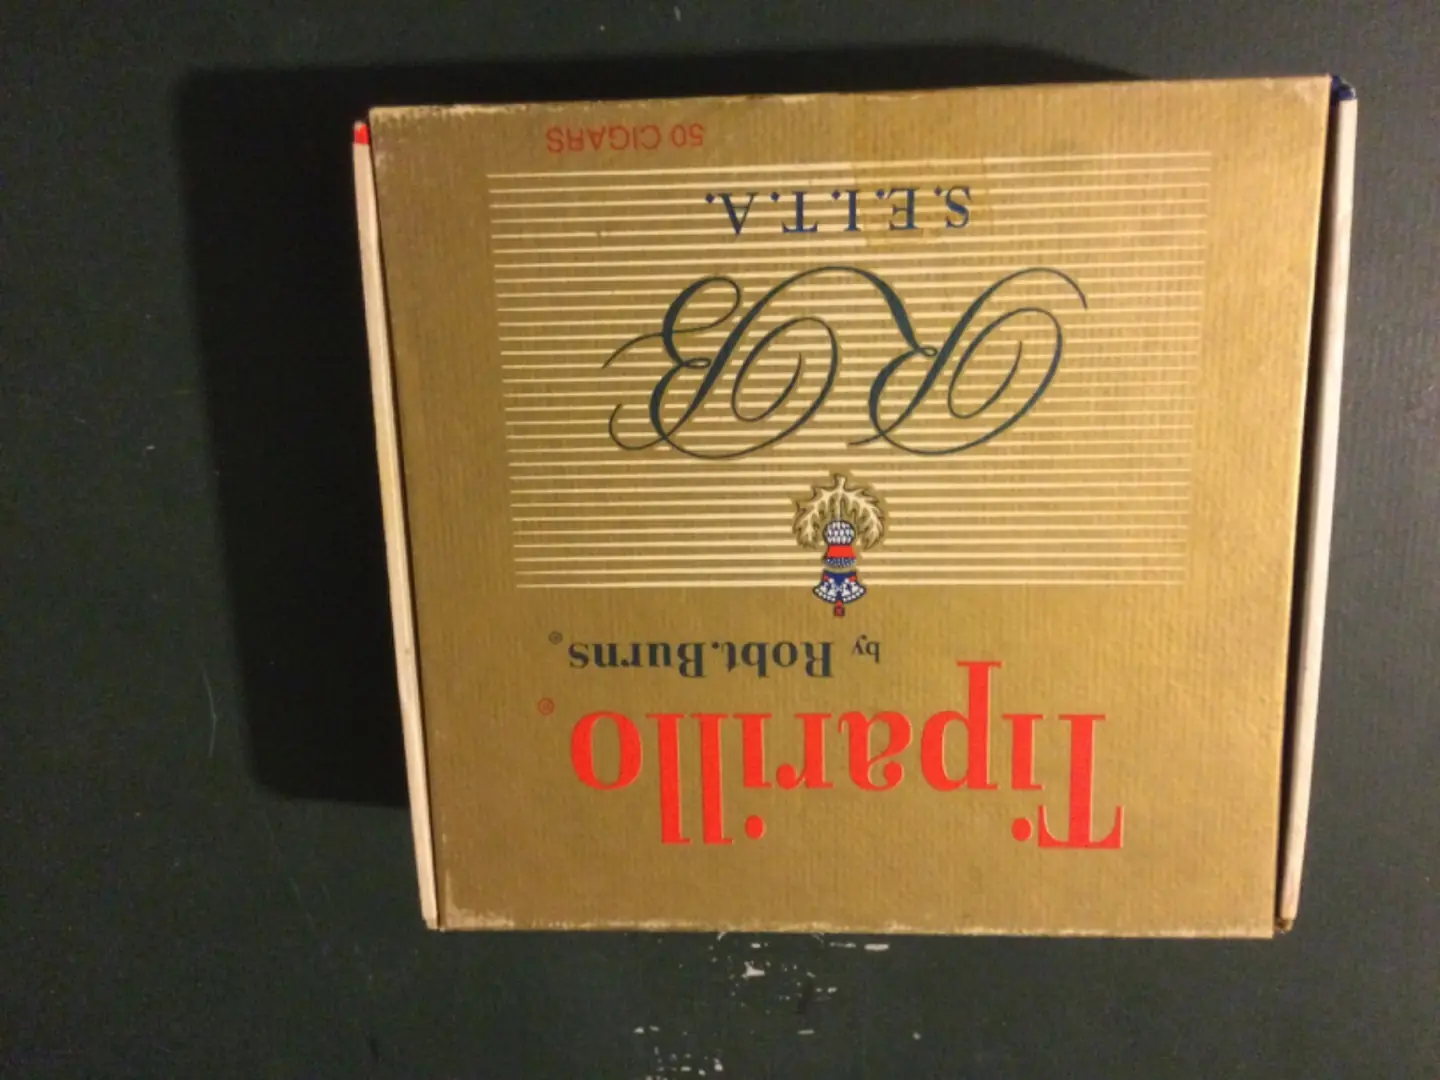 Tiparillo®
by Robt. Burns®
RB
S.E.I.T.A.
50 CIGARS